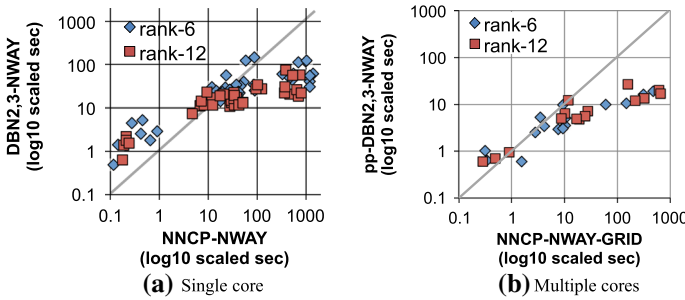 1000
100
10
1
0.1
DBN2,3-NWAY
(log10 scaled sec)
rank-6
rank-12
0.1
1
10
100
1000
NNCP-NWAY
(log10 scaled sec)
(a) Single core
1000
100
10
1
0.1
pp-DBN2,3-NWAY
(log10 scaled sec)
rank-6
rank-12
0.1
1
10
100
1000
NNCP-NWAY-GRID
(log10 scaled sec)
(b) Multiple cores